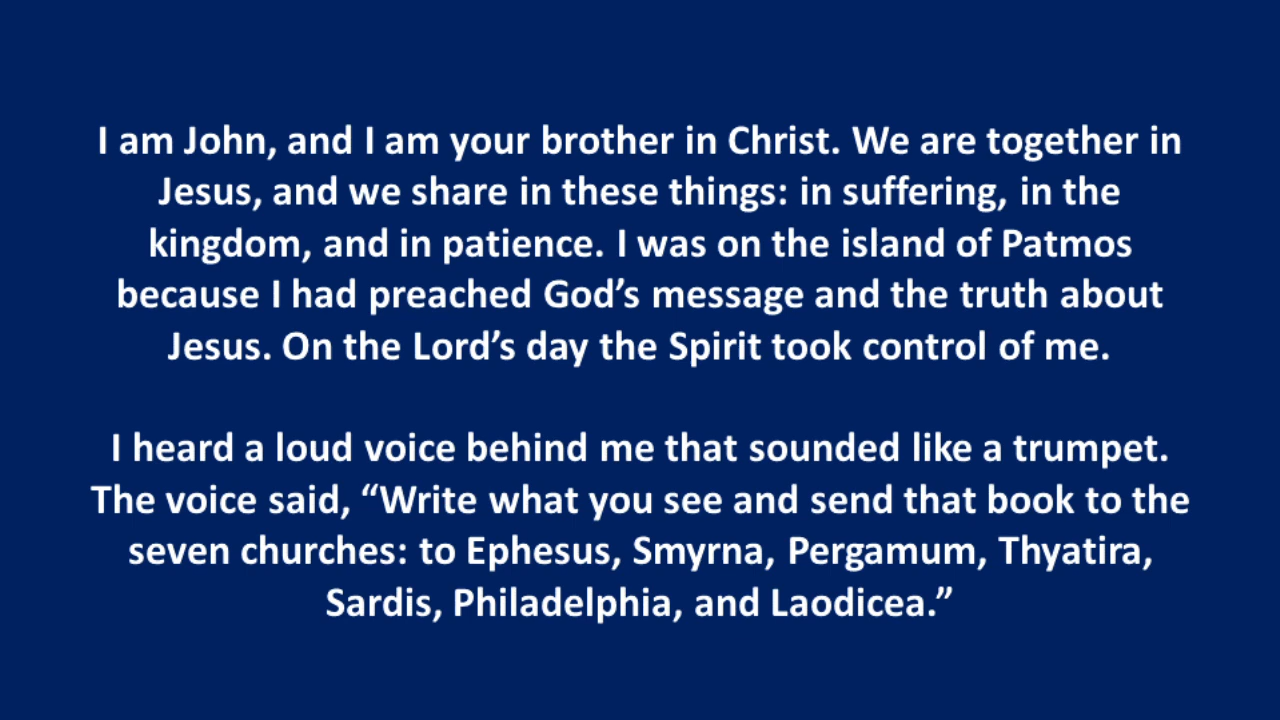 I am John, and I am your brother in Christ. We are together in
Jesus, and we share in these things: in suffering, in the
kingdom, and in patience. I was on the island of Patmos
because I had preached God’s message and the truth about
Jesus. On the Lord’s day the Spirit took control of me.
I heard a loud voice behind me that sounded like a trumpet.
The voice said, “Write what you see and send that book to the
seven churches: to Ephesus, Smyrna, Pergamum, Thyatira,
Sardis, Philadelphia, and Laodicea.”